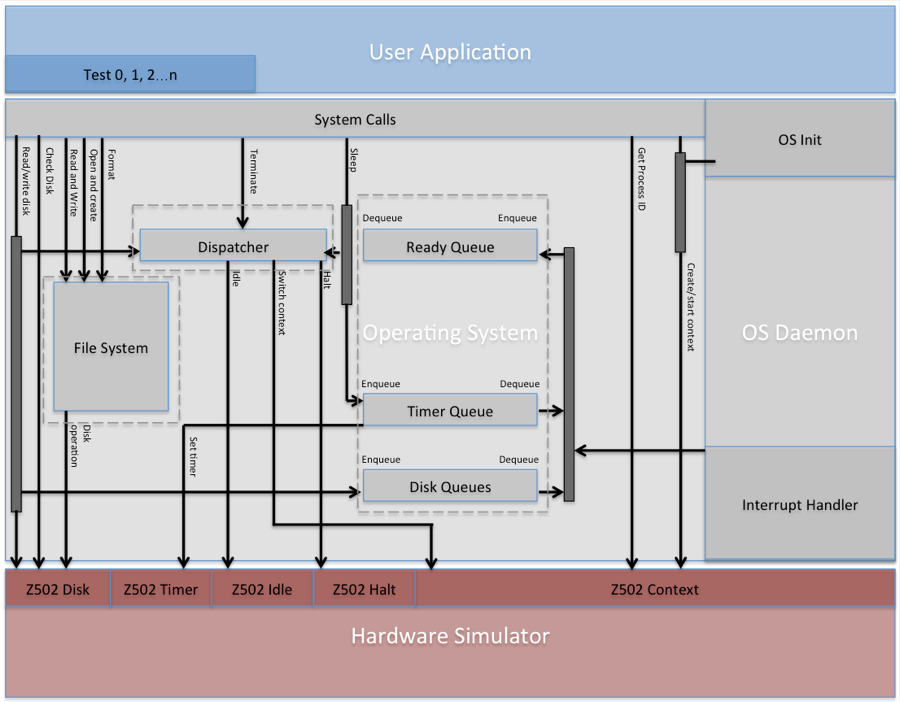 User Application
Test 0, 1, 2...n
System Calls
OS Init
Read/write disk
Check Disk
Read and Write
Open and create
Format
Terminate
Sleep
Get Process ID
Create/start context
Dequeue
Enqueue
Dispatcher
Ready Queue
Idle
Switch context
Halt
File System
Operating System
OS Daemon
Enqueue
Dequeue
Timer Queue
Disk
operation
Set timer
Enqueue
Dequeue
Disk Queues
Interrupt Handler
Z502 Disk
Z502 Timer
Z502 Idle
Z502 Halt
Z502 Context
Hardware Simulator